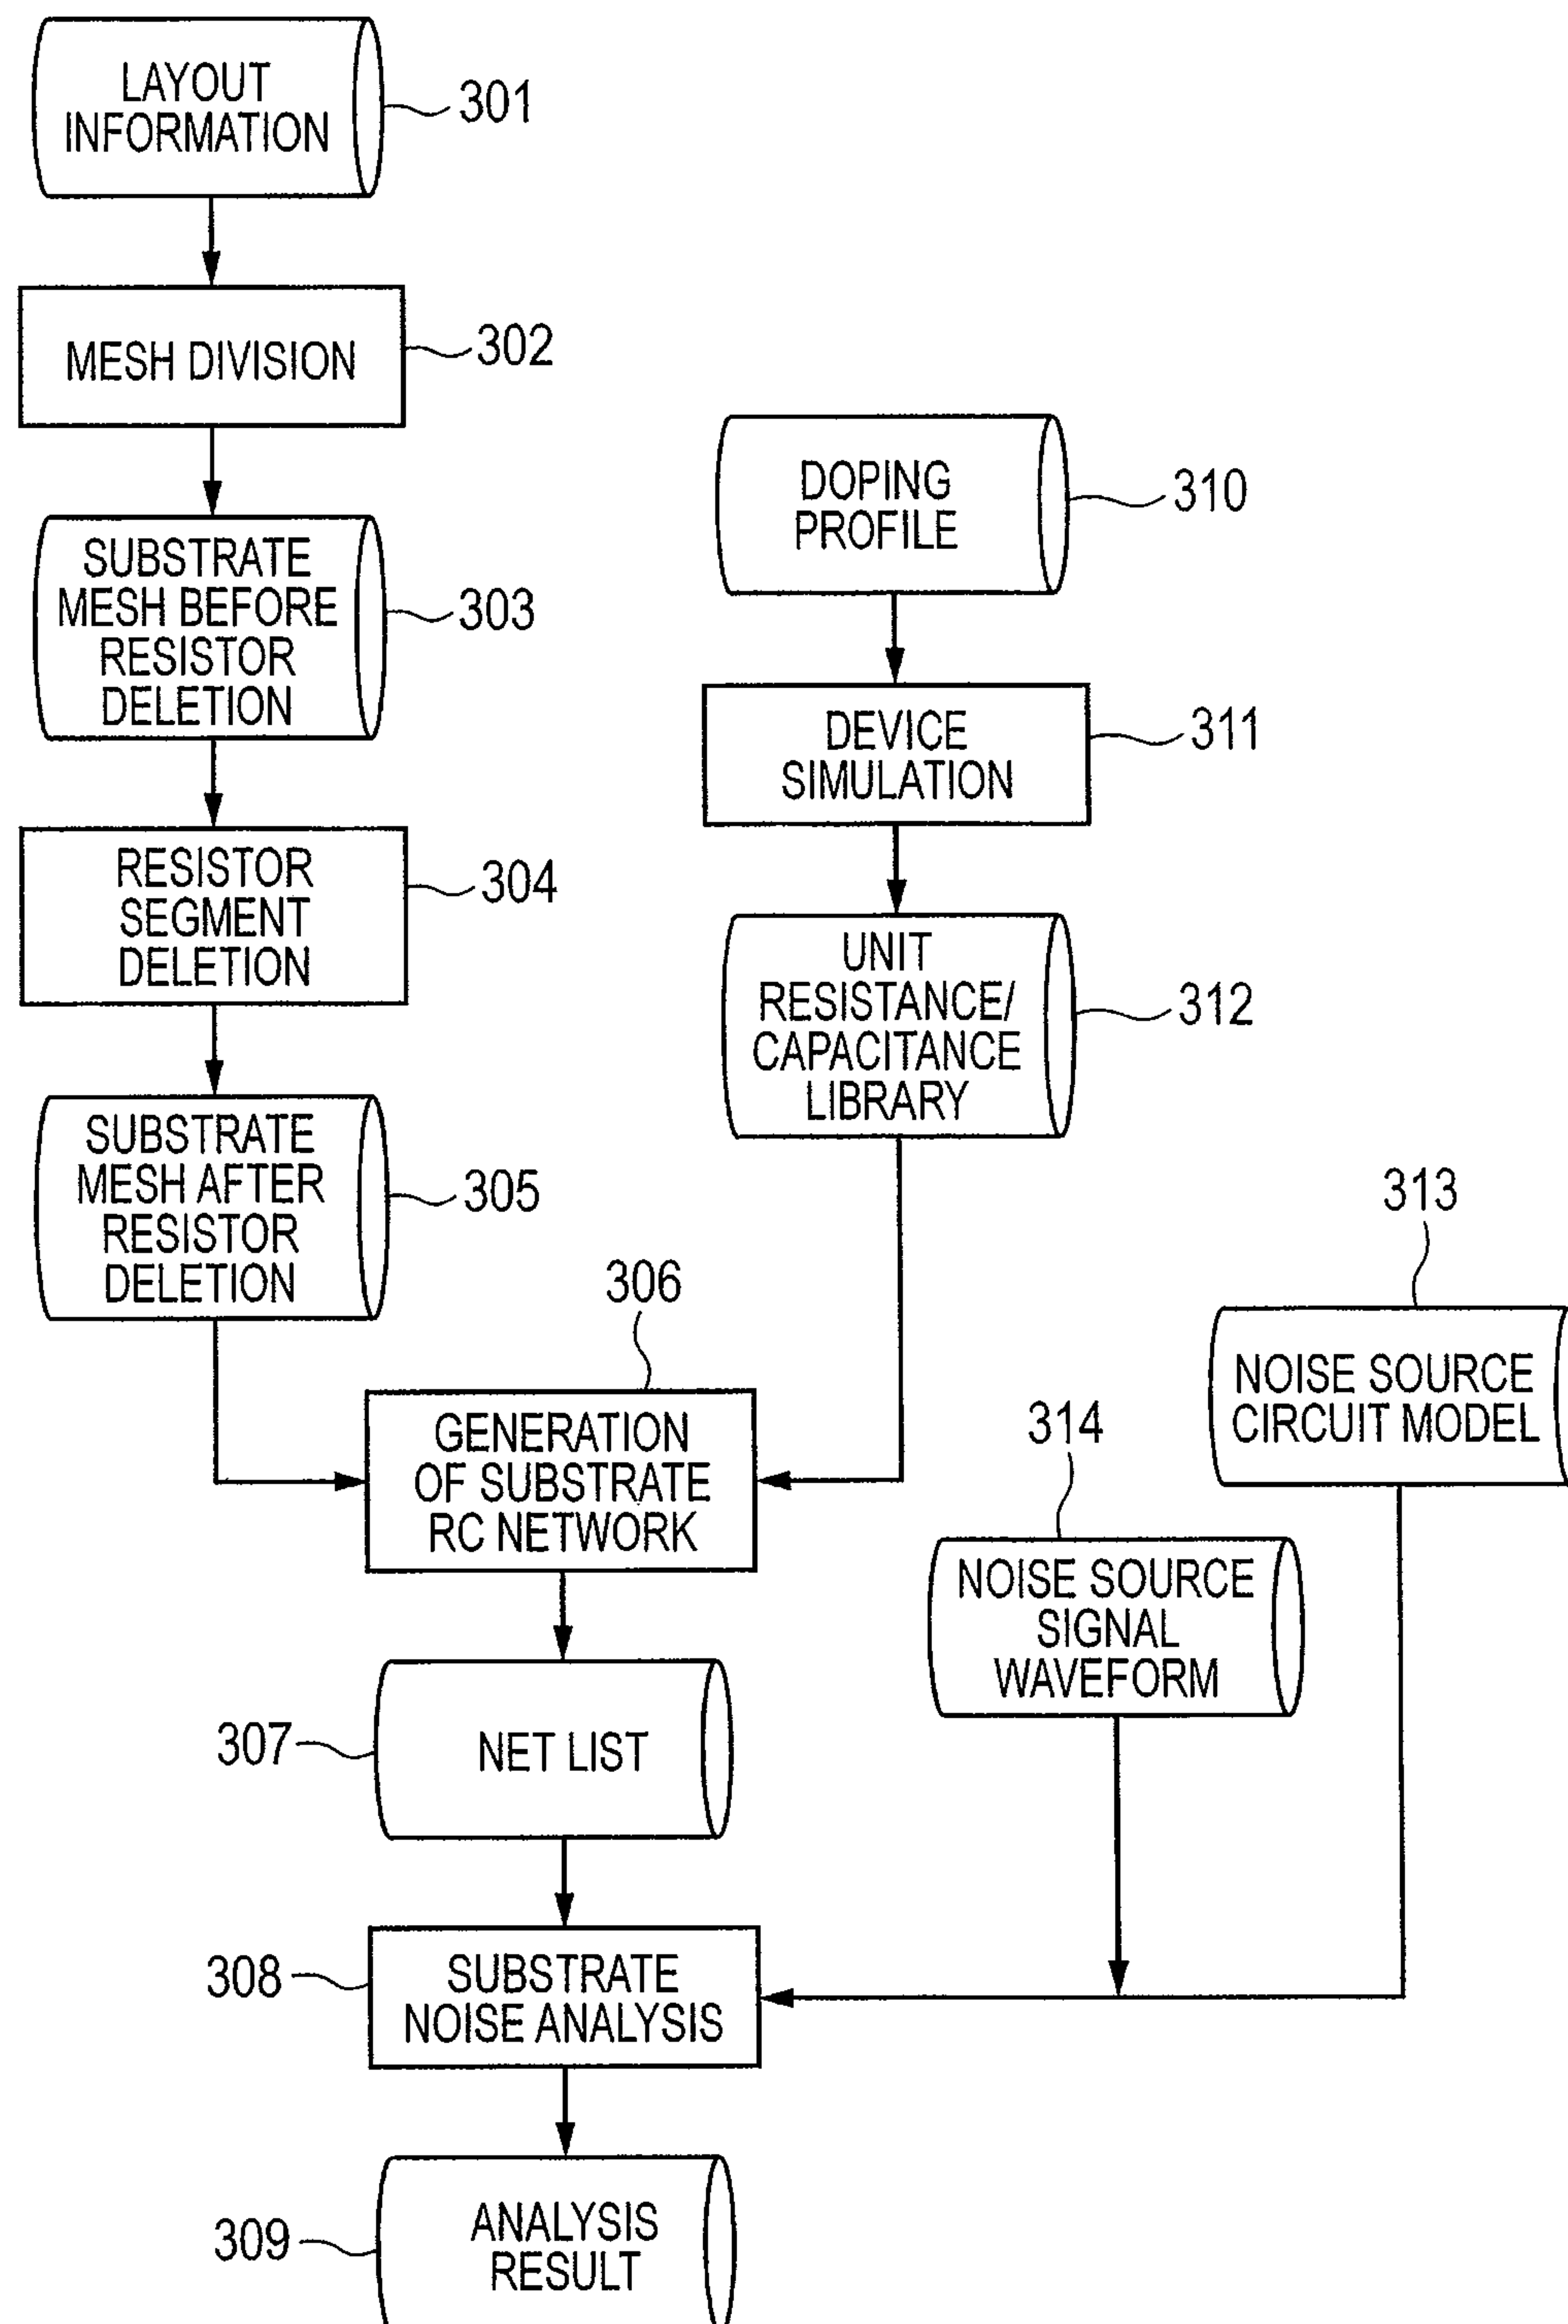 LAYOUT
INFORMATION
301
MESH DIVISION
302
SUBSTRATE
MESH BEFORE
RESISTOR
DELETION
303
RESISTOR
SEGMENT
DELETION
304
SUBSTRATE
MESH AFTER
RESISTOR
DELETION
305
DOPING
PROFILE
310
DEVICE
SIMULATION
311
UNIT
RESISTANCE/
CAPACITANCE
LIBRARY
312
306
GENERATION
OF SUBSTRATE
RC NETWORK
313
NOISE SOURCE
CIRCUIT MODEL
314
NOISE SOURCE
SIGNAL
WAVEFORM
307
NET LIST
308
SUBSTRATE
NOISE ANALYSIS
309
ANALYSIS
RESULT